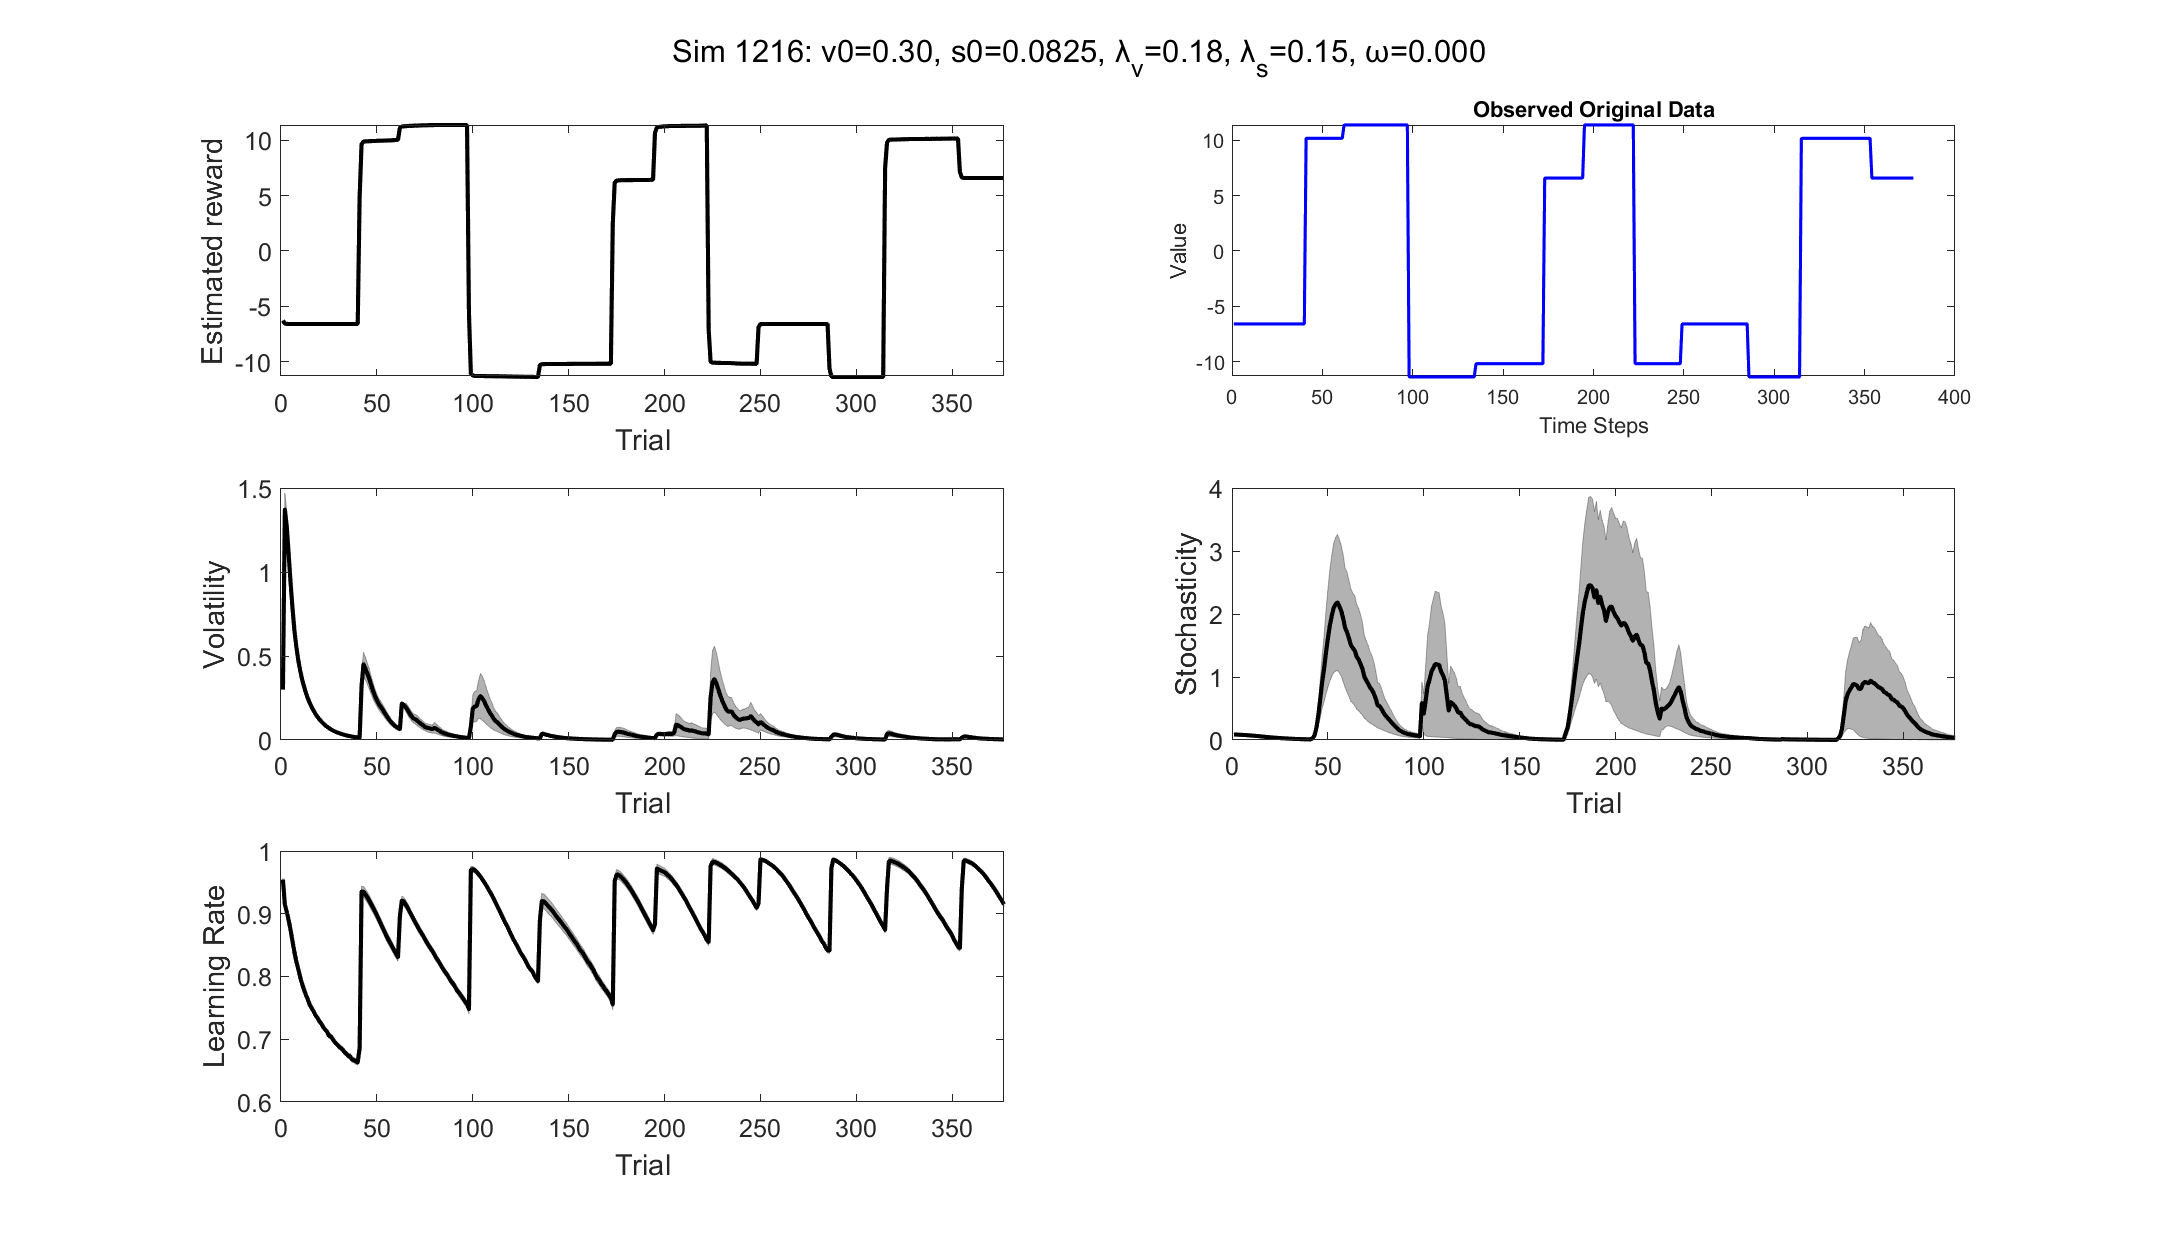 Sim 1216: v0=0.30, s0=0.0825, λ_v=0.18, λ_s=0.15, ω=0.000
Estimated reward
10
5
0
-5
-10
0 50 100 150 200 250 300 350
Trial
Observed Original Data
Value
10
5
0
-5
-10
0 50 100 150 200 250 300 350 400
Time Steps
Volatility
1.5
1
0.5
0
0 50 100 150 200 250 300 350
Trial
Stochasticity
4
3
2
1
0
0 50 100 150 200 250 300 350
Trial
Learning Rate
1
0.9
0.8
0.7
0.6
0 50 100 150 200 250 300 350
Trial